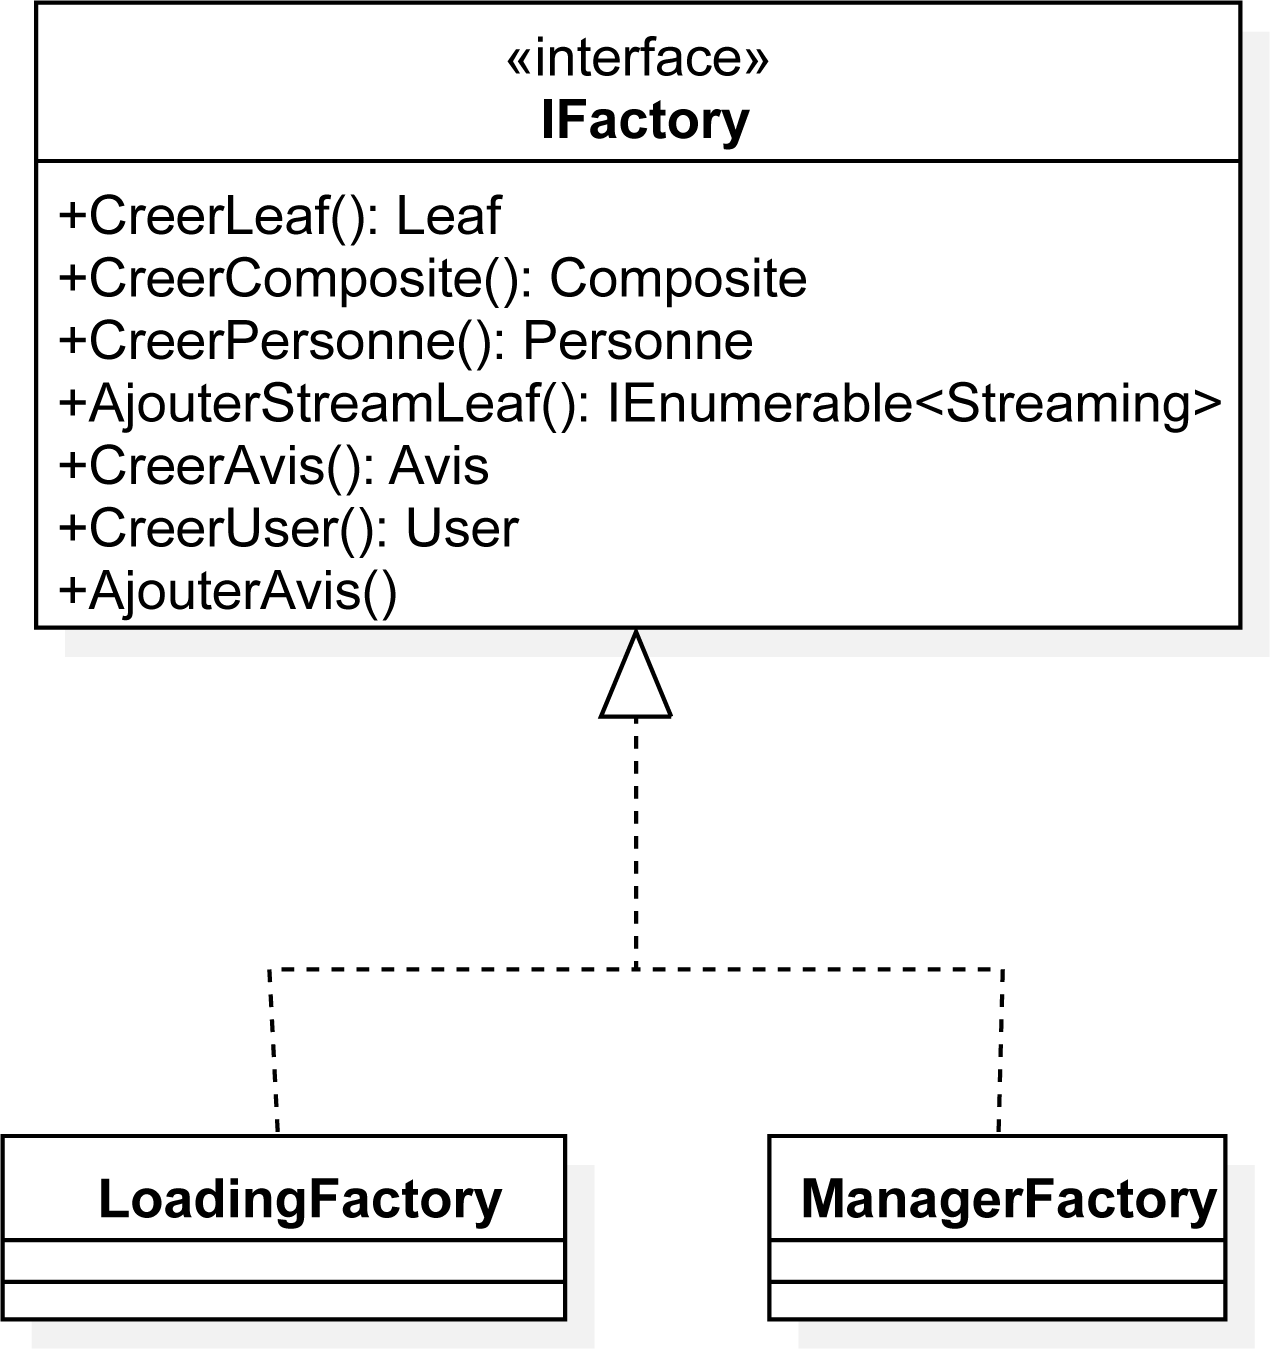 «interface»
IFactory
+CreerLeaf(): Leaf
+CreerComposite(): Composite
+CreerPersonne(): Personne
+AjouterStreamLeaf(): IEnumerable<Streaming>
+CreerAvis(): Avis
+CreerUser(): User
+AjouterAvis()
LoadingFactory
ManagerFactory